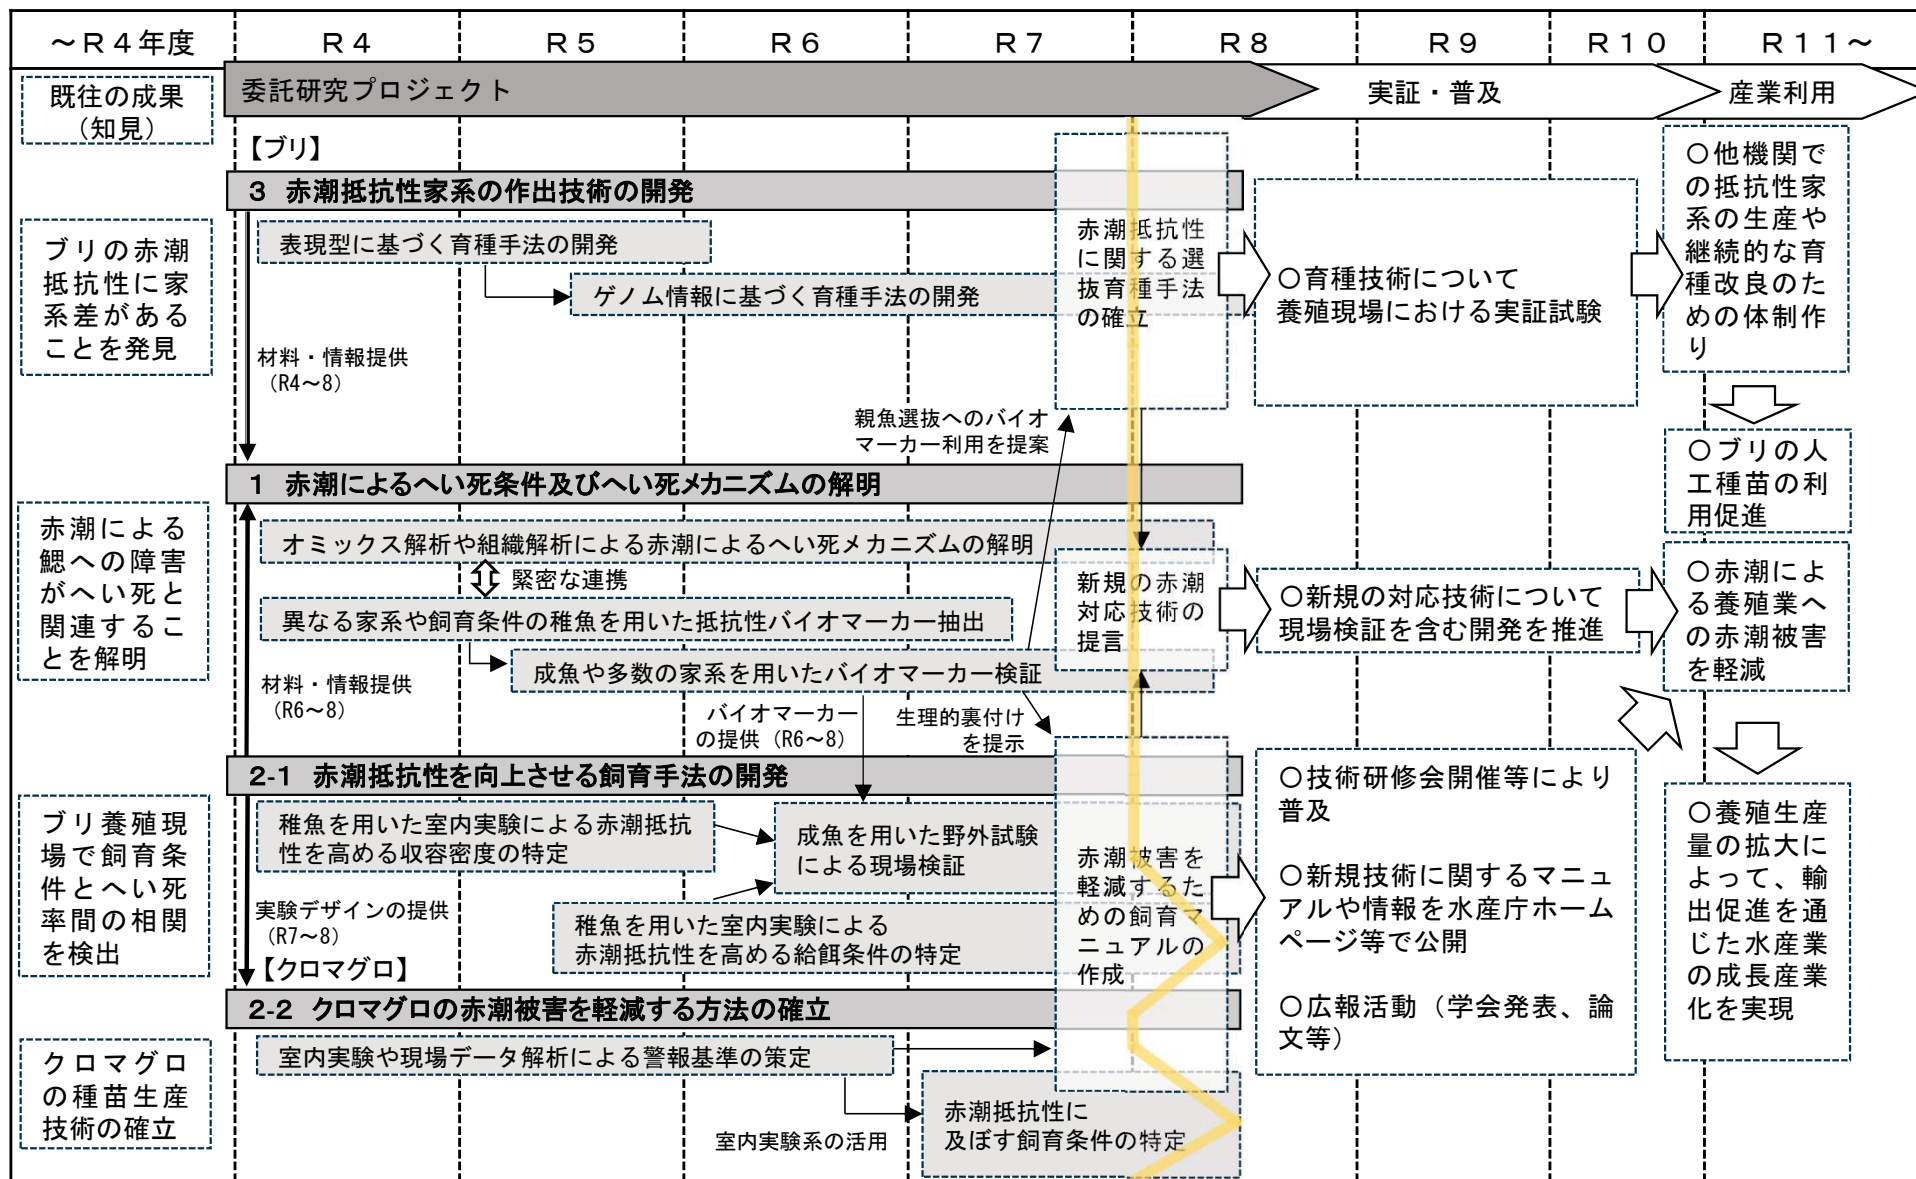 ～R４年度
R４
R５
R６
R７
R８
R９
R１０
R１１～
既往の成果
（知見）
委託研究プロジェクト
実証・普及
産業利用
【ブリ】
3 赤潮抵抗性家系の作出技術の開発
ブリの赤潮
抵抗性に家
系差がある
ことを発見
表現型に基づく育種手法の開発
ゲノム情報に基づく育種手法の開発
材料・情報提供
（R4～8）
赤潮抵抗性
に関する選
抜育種手法
の確立
○育種技術について
養殖現場における実証試験
○他機関で
の抵抗性家
系の生産や
継続的な育
種改良のた
めの体制作
り
親魚選抜へのバイオ
マーカー利用を提案
○ブリの人
工種苗の利
用促進
1 赤潮によるへい死条件及びへい死メカニズムの解明
赤潮による
鰓への障害
がへい死と
関連するこ
とを解明
オミックス解析や組織解析による赤潮によるへい死メカニズムの解明
緊密な連携
異なる家系や飼育条件の稚魚を用いた抵抗性バイオマーカー抽出
成魚や多数の家系を用いたバイオマーカー検証
新規の赤潮
対応技術の
提言
○新規の対応技術について
現場検証を含む開発を推進
○赤潮によ
る養殖業へ
の赤潮被害
を軽減
材料・情報提供
（R6～8）
バイオマーカー
の提供（R6～8）
生理的裏付け
を提示
2-1 赤潮抵抗性を向上させる飼育手法の開発
ブリ養殖現
場で飼育条
件とへい死
率間の相関
を検出
稚魚を用いた室内実験による赤潮抵抗
性を高める収容密度の特定
成魚を用いた野外試験
による現場検証
稚魚を用いた室内実験による
赤潮抵抗性を高める給餌条件の特定
実験デザインの提供
（R7～8）
赤潮被害を
軽減するた
めの飼育マ
ニュアルの
作成
○技術研修会開催等により
普及
○新規技術に関するマニュ
アルや情報を水産庁ホーム
ページ等で公開
○広報活動（学会発表、論
文等）
○養殖生産
量の拡大に
よって、輸
出促進を通
じた水産業
の成長産業
化を実現
【クロマグロ】
2-2 クロマグロの赤潮被害を軽減する方法の確立
クロマグロ
の種苗生産
技術の確立
室内実験や現場データ解析による警報基準の策定
室内実験系の活用
赤潮抵抗性に
及ぼす飼育条件の特定